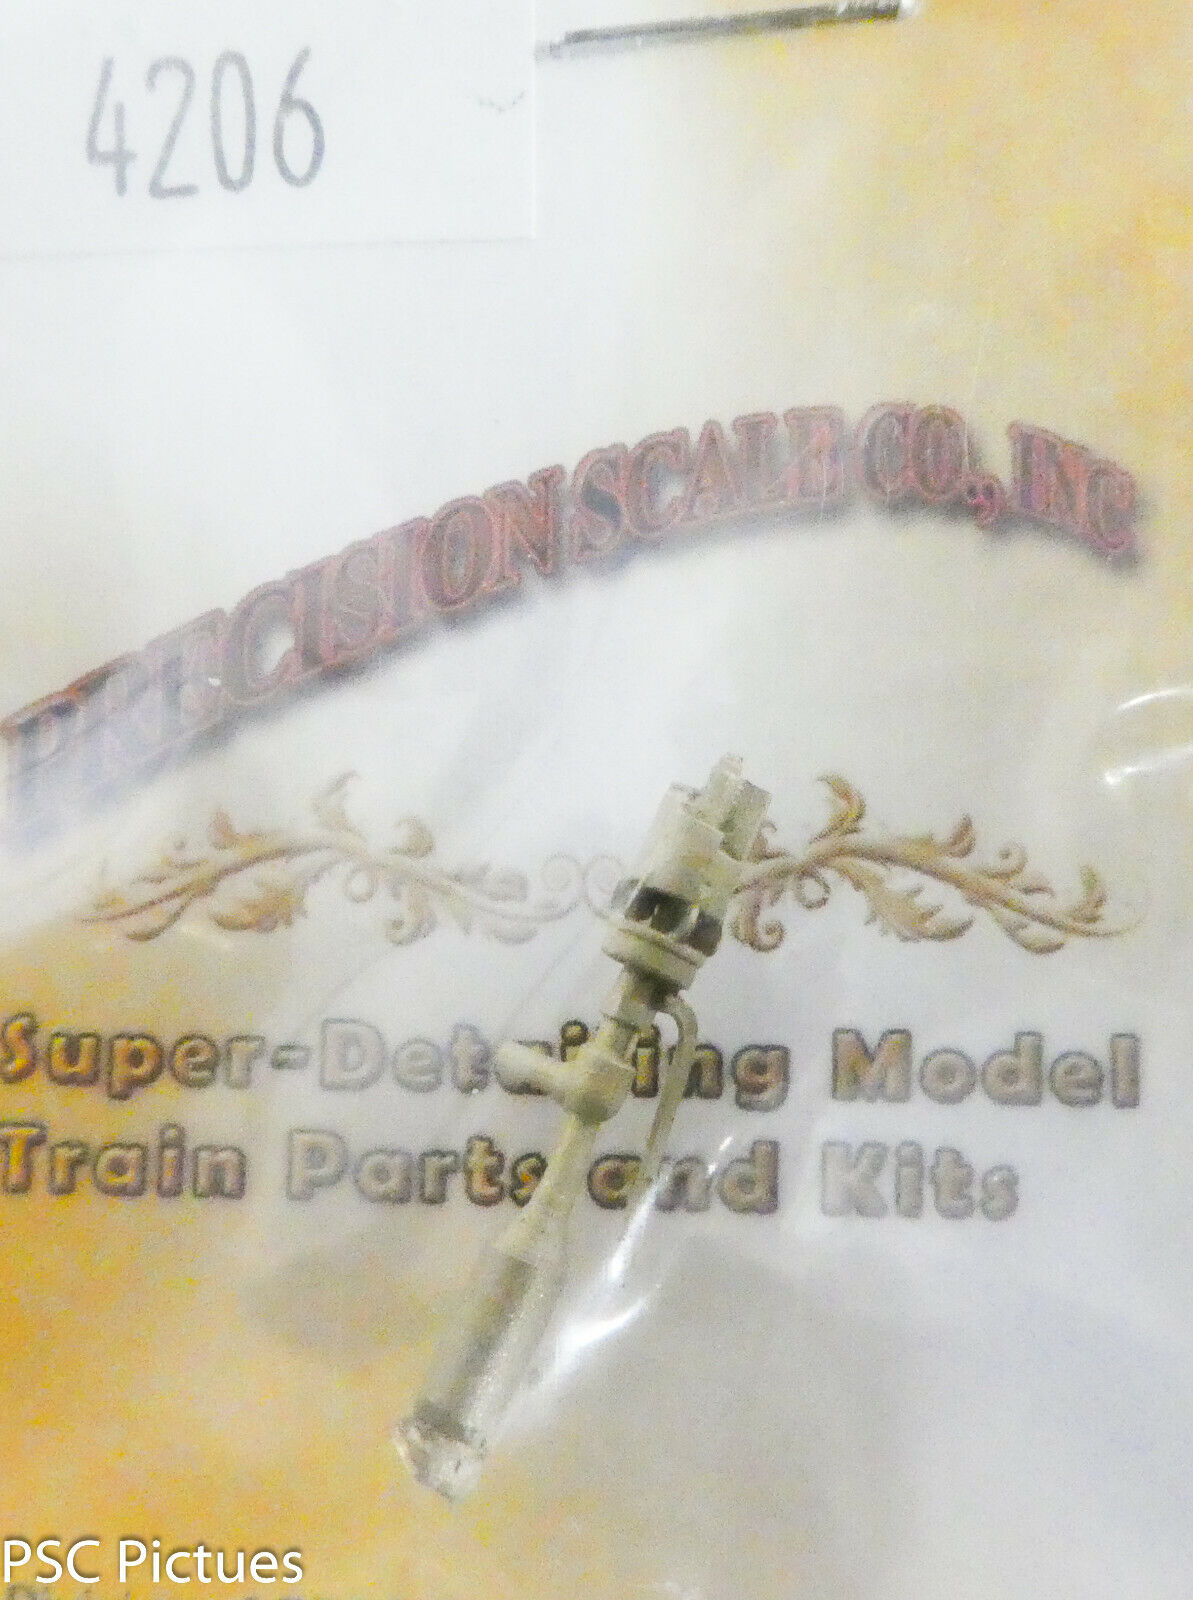 4206
PRECISION SCALE CO., INC
Super-Detailing Model
Train Parts and Kits
PSC Pictues